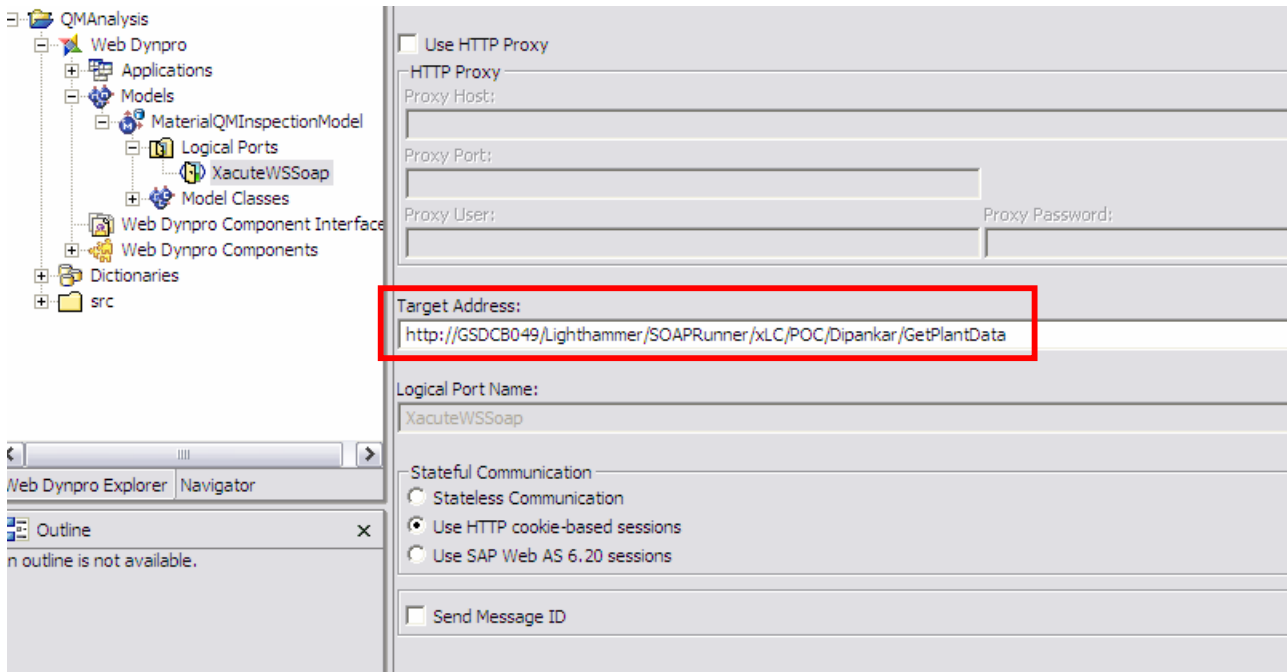 QMAnalysis
Web Dynpro
Applications
Models
MaterialQMInspectionModel
Logical Ports
XacuteWSSoap
Model Classes
Web Dynpro Component Interface
Web Dynpro Components
Dictionaries
src
Web Dynpro Explorer
Navigator
Outline
n outline is not available.
Use HTTP Proxy
HTTP Proxy
Proxy Host:
Proxy Port:
Proxy User:
Proxy Password:
Target Address:
http://GSDCB049/Lighthammer/SOAPRunner/xLC/POC/Dipankar/GetPlantData
Logical Port Name:
XacuteWSSoap
Stateful Communication
Stateless Communication
Use HTTP cookie-based sessions
Use SAP Web AS 6.20 sessions
Send Message ID